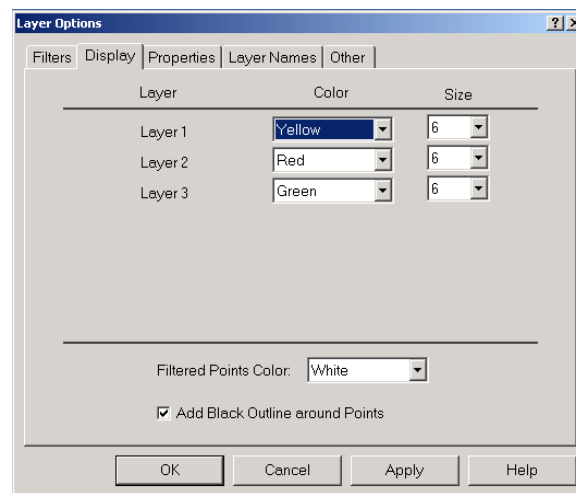 Layer Options
Filters Display Properties Layer Names Other
Layer Color Size
Layer 1 Yellow 6
Layer 2 Red 6
Layer 3 Green 6
Filtered Points Color: White
Add Black Outline around Points
OK Cancel Apply Help